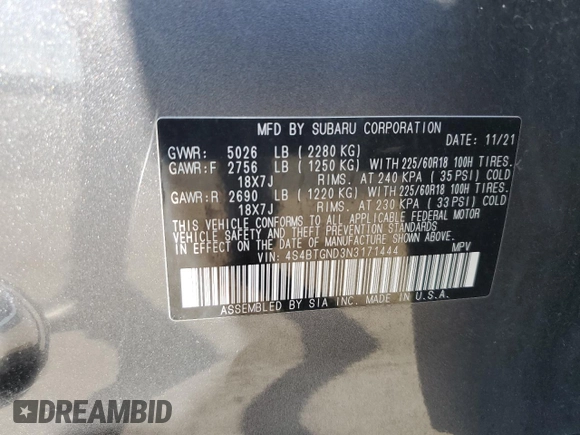 MFD BY SUBARU CORPORATION
DATE: 11/21
GVWR: 5026 LB (2280 KG)
GAWR:F 2756 LB (1250 KG) WITH 225/60R18 100H TIRES.
18X7J RIMS. AT 240 KPA (35 PSI) COLD
GAWR:R 2690 LB (1220 KG) WITH 225/60R18 100H TIRES.
18X7J RIMS. AT 230 KPA (33 PSI) COLD
THIS VEHICLE CONFORMS TO ALL APPLICABLE FEDERAL MOTOR
VEHICLE SAFETY AND THEFT PREVENTION STANDARDS
IN EFFECT ON THE DATE OF MANUFACTURE SHOWN ABOVE.
VIN: 4S4BTGND3N3171444 MPV
ASSEMBLED BY SIA INC. MADE IN U.S.A.
DREAMBID